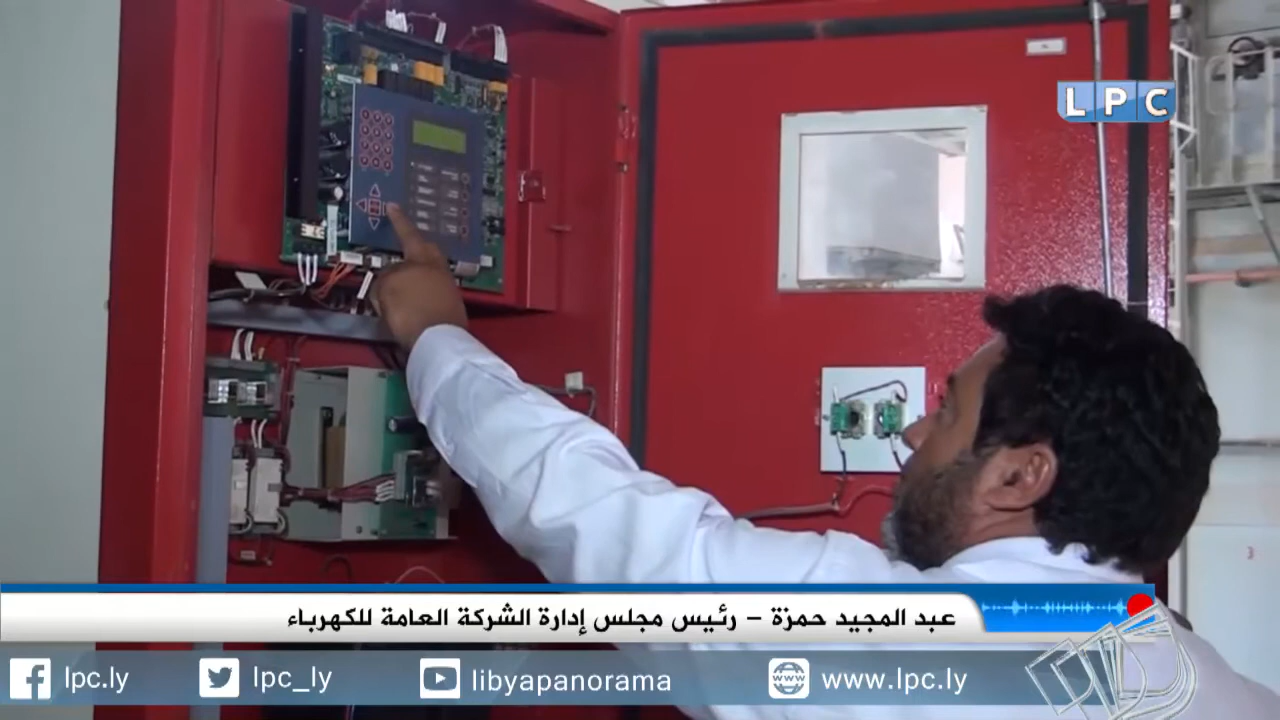 LPC
عبد المجيد حمزة – رئيس مجلس إدارة الشركة العامة للكهرباء
lpc.ly
lpc_ly
libyapanorama
www.lpc.ly